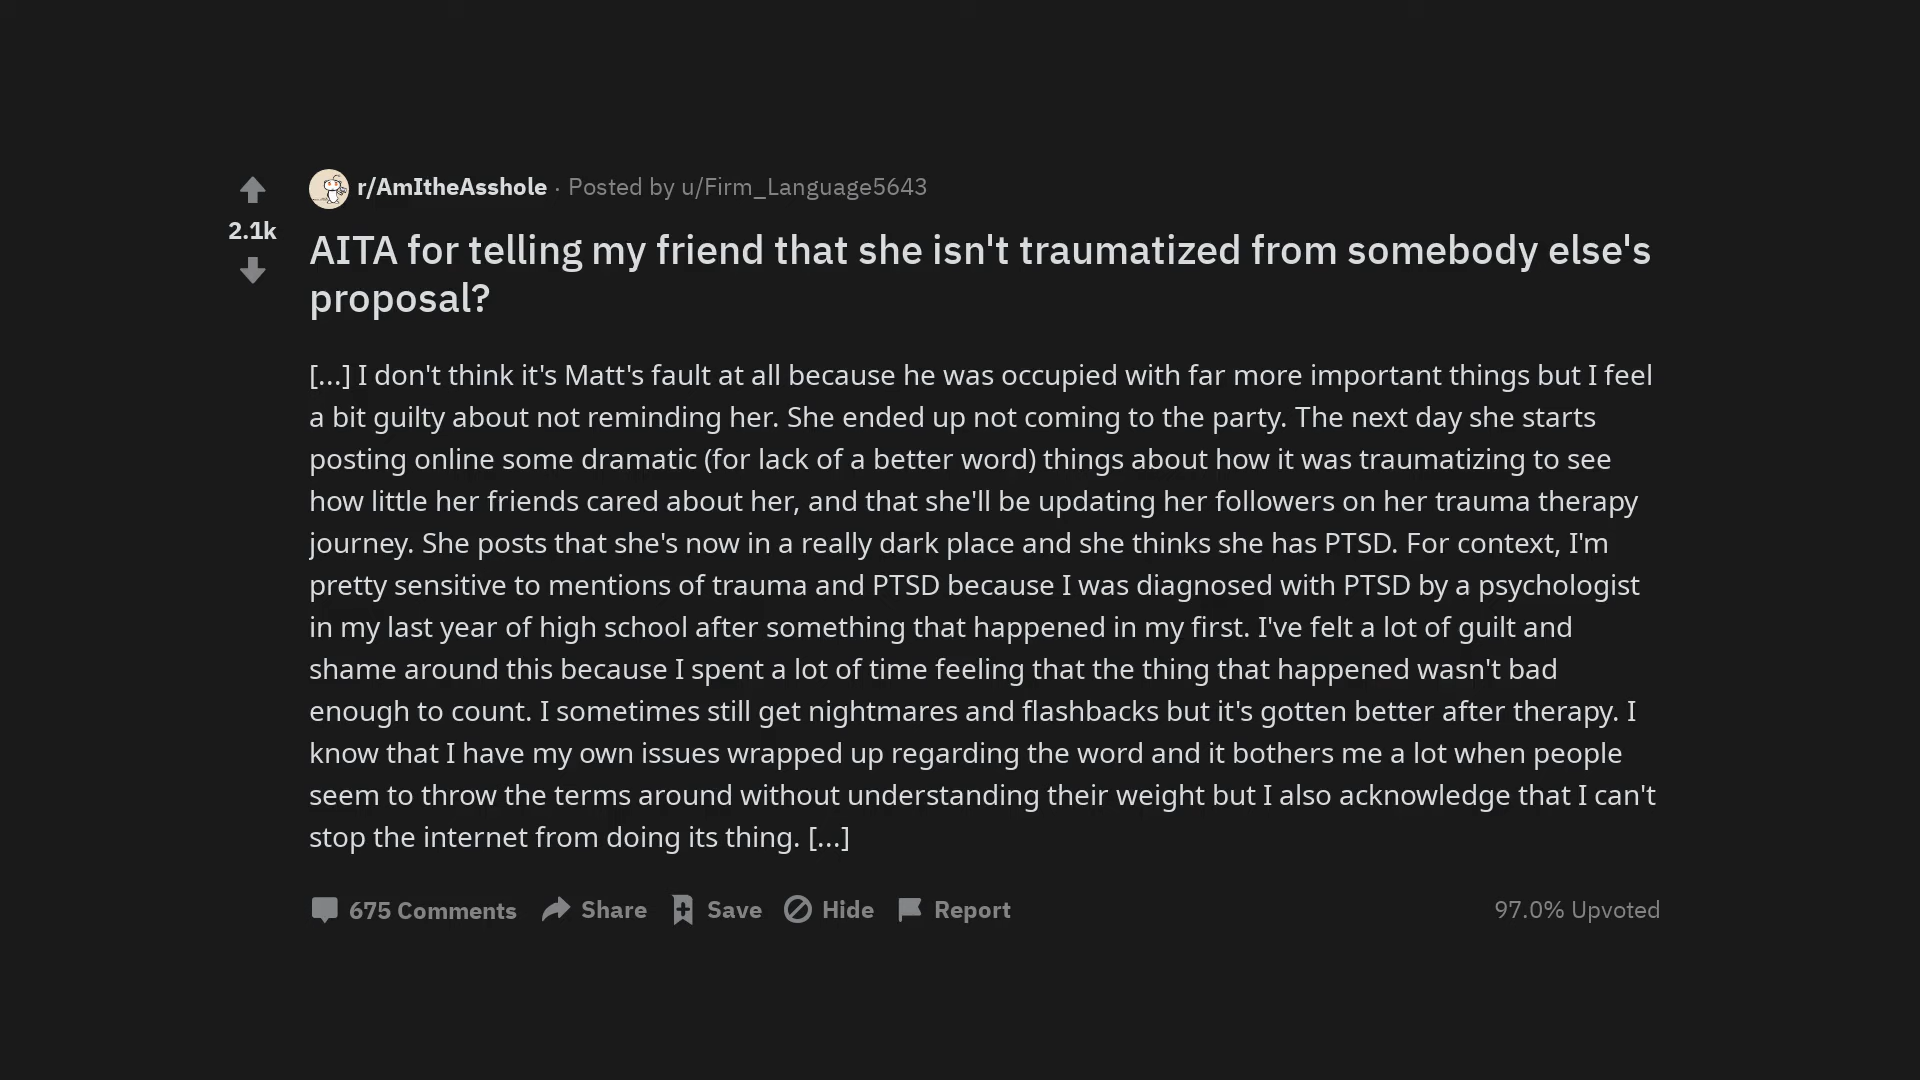 r/AmItheAsshole · Posted by u/Firm_Language5643
2.1k
AITA for telling my friend that she isn't traumatized from somebody else's
proposal?
[...] I don't think it's Matt's fault at all because he was occupied with far more important things but I feel
a bit guilty about not reminding her. She ended up not coming to the party. The next day she starts
posting online some dramatic (for lack of a better word) things about how it was traumatizing to see
how little her friends cared about her, and that she'll be updating her followers on her trauma therapy
journey. She posts that she's now in a really dark place and she thinks she has PTSD. For context, I'm
pretty sensitive to mentions of trauma and PTSD because I was diagnosed with PTSD by a psychologist
in my last year of high school after something that happened in my first. I've felt a lot of guilt and
shame around this because I spent a lot of time feeling that the thing that happened wasn't bad
enough to count. I sometimes still get nightmares and flashbacks but it's gotten better after therapy. I
know that I have my own issues wrapped up regarding the word and it bothers me a lot when people
seem to throw the terms around without understanding their weight but I also acknowledge that I can't
stop the internet from doing its thing. [...]
675 Comments Share Save Hide Report 97.0% Upvoted